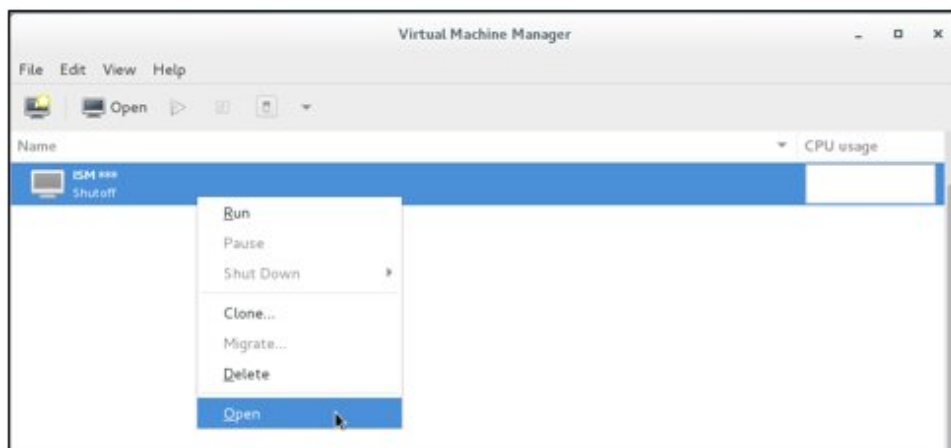 Virtual Machine Manager
File Edit View Help
Open
Name CPU usage
ISM ***
Shutoff
Run
Pause
Shut Down
Clone...
Migrate...
Delete
Open